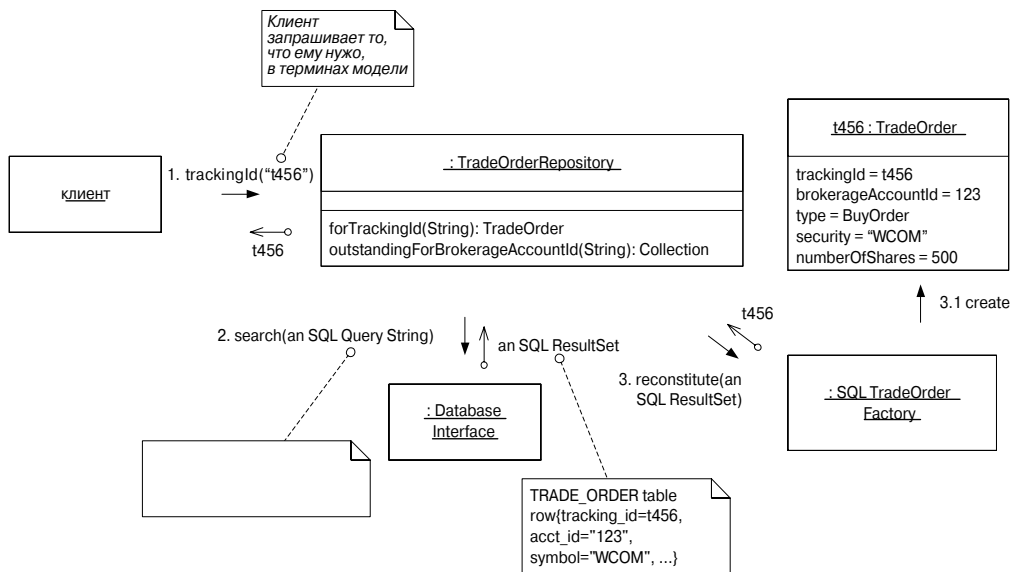 Клиент
запрашивает то,
что ему нужо,
в терминах модели
клиент
1. trackingId(“t456”)
t456
: TradeOrderRepository
forTrackingId(String): TradeOrder
outstandingForBrokerageAccountId(String): Collection
t456 : TradeOrder
trackingId = t456
brokerageAccountId = 123
type = BuyOrder
security = “WCOM”
numberOfShares = 500
3.1 create
t456
2. search(an SQL Query String)
an SQL ResultSet
3. reconstitute(an
SQL ResultSet)
: SQL TradeOrder
Factory
: Database
Interface
TRADE_ORDER table
row{tracking_id=t456,
acct_id="123",
symbol="WCOM", ...}